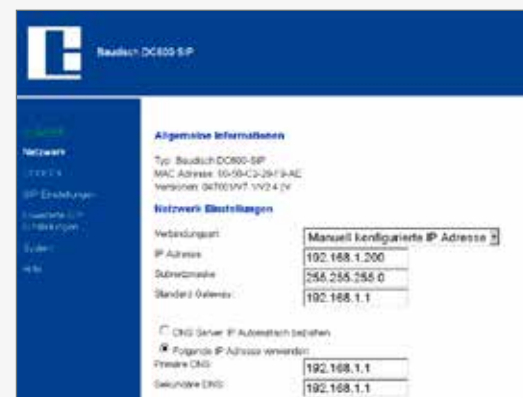 Baudisch DC600-SIP
Netzwerk
SIP Einstellungen
System
Hilfe
Allgemeine Informationen
Typ: Baudisch DC600-SIP
MAC Adresse:
Versionen:
Netzwerk Einstellungen
Verbindungsart: Manuell konfigurierte IP Adresse
IP Adresse 192.168.1.200
Subnetzmaske 255.255.255.0
Standard Gateway: 192.168.1.1
DNS Server IP Automatisch beziehen
Folgende IP Adresse verwenden
Primäre DNS: 192.168.1.1
Sekundäre DNS: 192.168.1.1